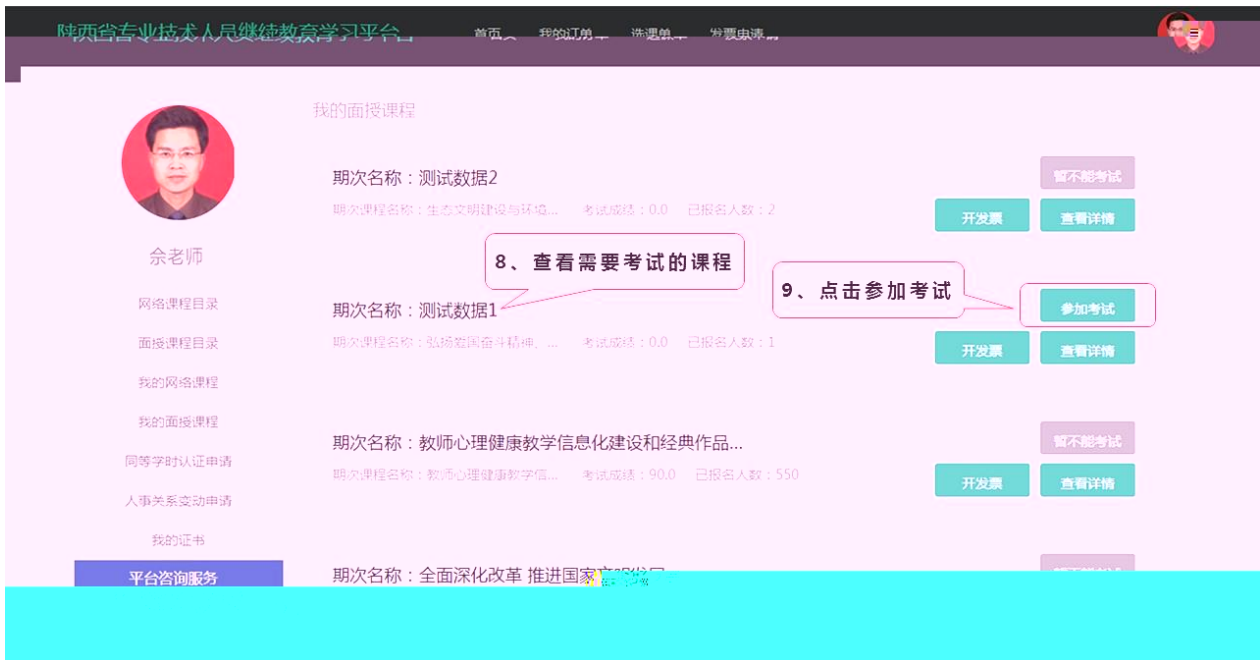 陕西省专业技术人员继续教育学习平台 首页 我的订单 选课单 发票申请
我的面授课程
期次名称：测试数据2
暂不能考试
期次课程名称：生态文明建设与环境... 考试成绩：0.0 已报名人数：2
开发票 查看详情
佘老师
8、查看需要考试的课程
9、点击参加考试
网络课程目录
期次名称：测试数据1
参加考试
面授课程目录
期次课程名称：弘扬爱国奋斗精神、... 考试成绩：0.0 已报名人数：1
开发票 查看详情
我的网络课程
我的面授课程
期次名称：教师心理健康教学信息化建设和经典作品...
暂不能考试
同等学时认证申请
期次课程名称：教师心理健康教学信... 考试成绩：90.0 已报名人数：550
开发票 查看详情
人事关系变动申请
我的证书
平台咨询服务
期次名称：全面深化改革 推进国家